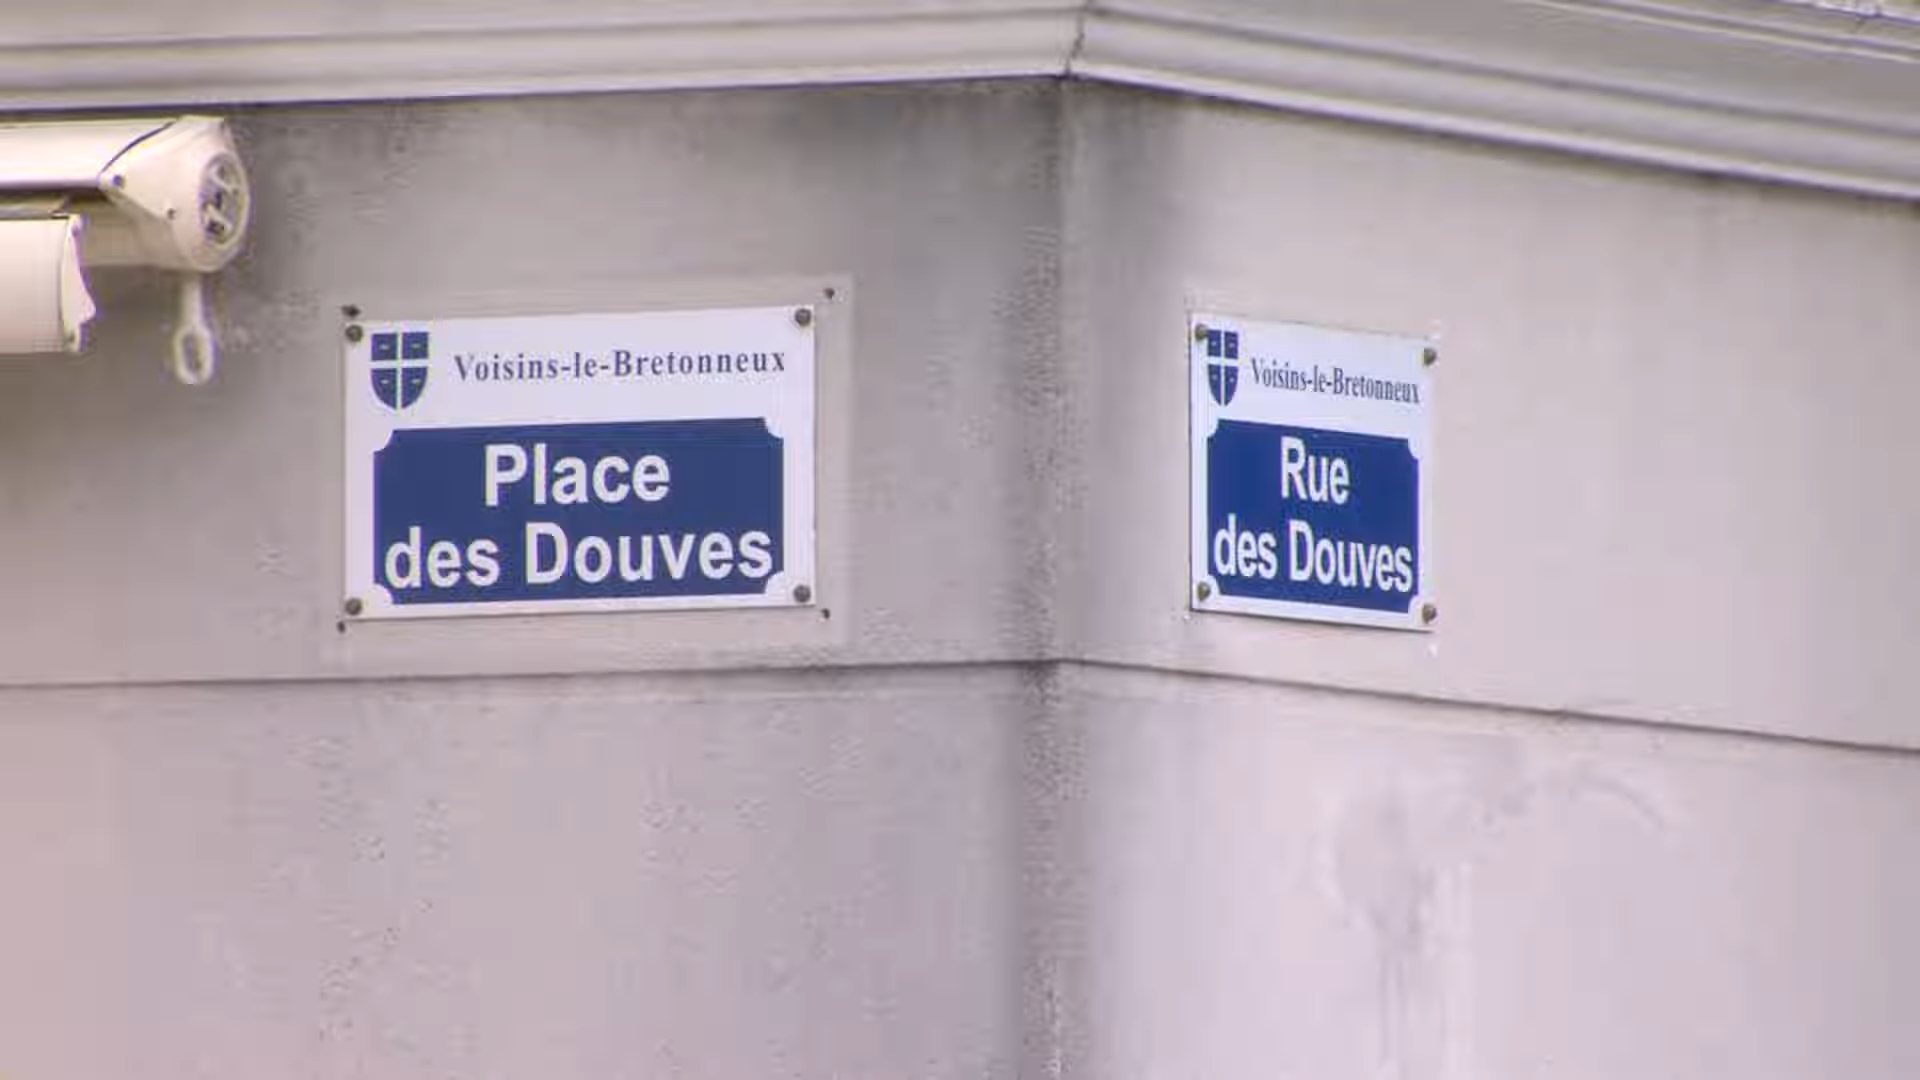 Voisins-le-Bretonneux
Place
des Douves
Voisins-le-Bretonneux
Rue
des Douves